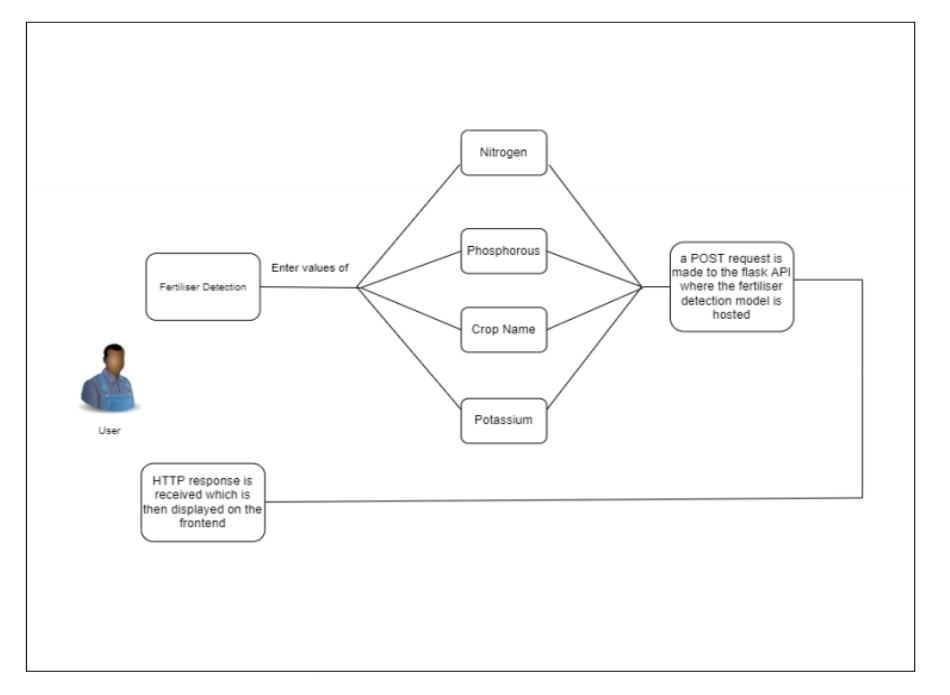 Nitrogen
Phosphorous
Enter values of
Fertiliser Detection
Crop Name
Potassium
a POST request is
made to the flask API
where the fertiliser
detection model is
hosted
User
HTTP response is
received which is
then displayed on the
frontend